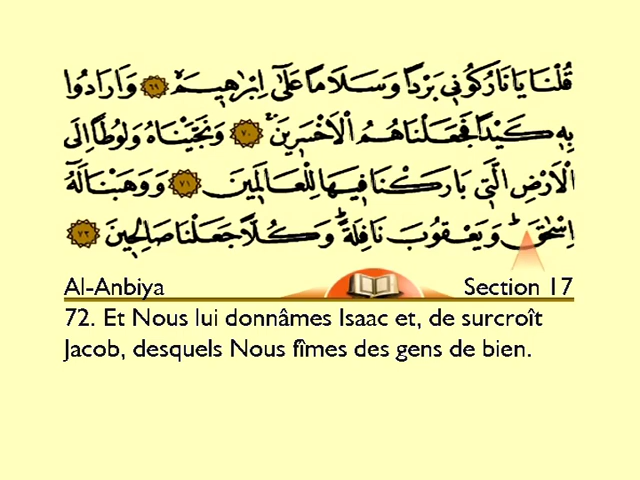 قُلْنَا يَا نَارُ كُونِي بَرْدًا وَسَلَامًا عَلَىٰٓ اِبْرٰهٖيمَۙ ﴿٦٩﴾ وَاَرَادُوا
بِهٖ كَيْدًا فَجَعَلْنَاهُمُ الْاَخْسَرٖينَۚ ﴿٧٠﴾ وَنَجَّيْنَاهُ وَلُوطًا اِلَى
الْاَرْضِ الَّتٖي بَارَكْنَا فٖيهَا لِلْعَالَمٖينَ ﴿٧١﴾ وَوَهَبْنَا لَهُٓ
اِسْحٰقَۜ وَيَعْقُوبَ نَافِلَةًۜ وَكُلًّا جَعَلْنَا صَالِحٖينَ ﴿٧٢﴾
Al-Anbiya Section 17
72. Et Nous lui donnâmes Isaac et, de surcroît
Jacob, desquels Nous fîmes des gens de bien.